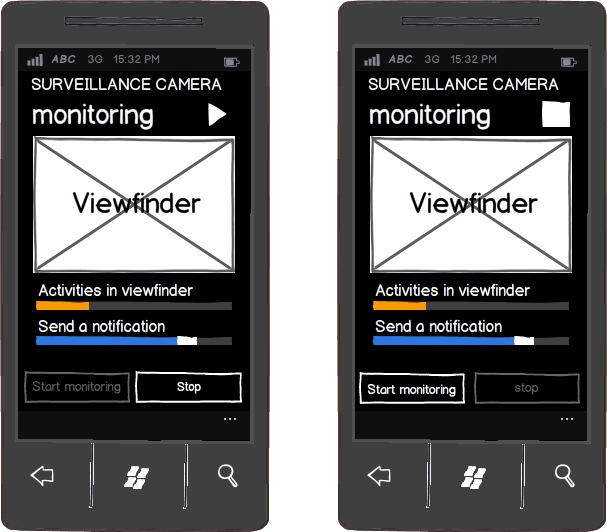 ABC 3G 15:32 PM
SURVEILLANCE CAMERA
monitoring
Viewfinder
Activities in viewfinder
Send a notification
Start monitoring Stop
...
ABC 3G 15:32 PM
SURVEILLANCE CAMERA
monitoring
Viewfinder
Activities in viewfinder
Send a notification
Start monitoring stop
...